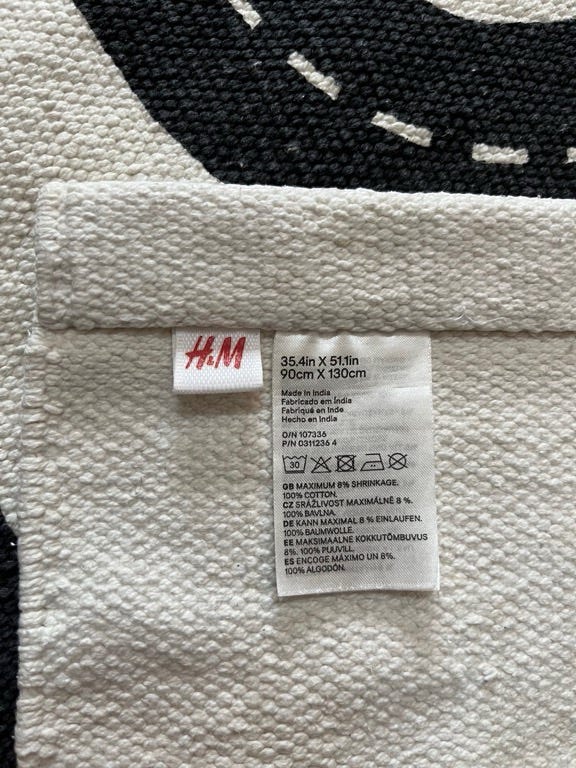 H&M
35.4in X 51.1in
90cm X 130cm
Made in India
Fabricado em Índia
Fabriqué en Inde
Hecho en India
O/N 107336
P/N 0311236 4
30
GB MAXIMUM 8% SHRINKAGE.
100% COTTON.
CZ SRÁŽLIVOST MAXIMÁLNĚ 8 %.
100% BAVLNA.
DE KANN MAXIMAL 8 % EINLAUFEN.
100% BAUMWOLLE.
EE MAKSIMAALNE KOKKUTÕMBUVUS
8%. 100% PUUVILL.
ES ENCOGE MÁXIMO UN 8%.
100% ALGODÓN.